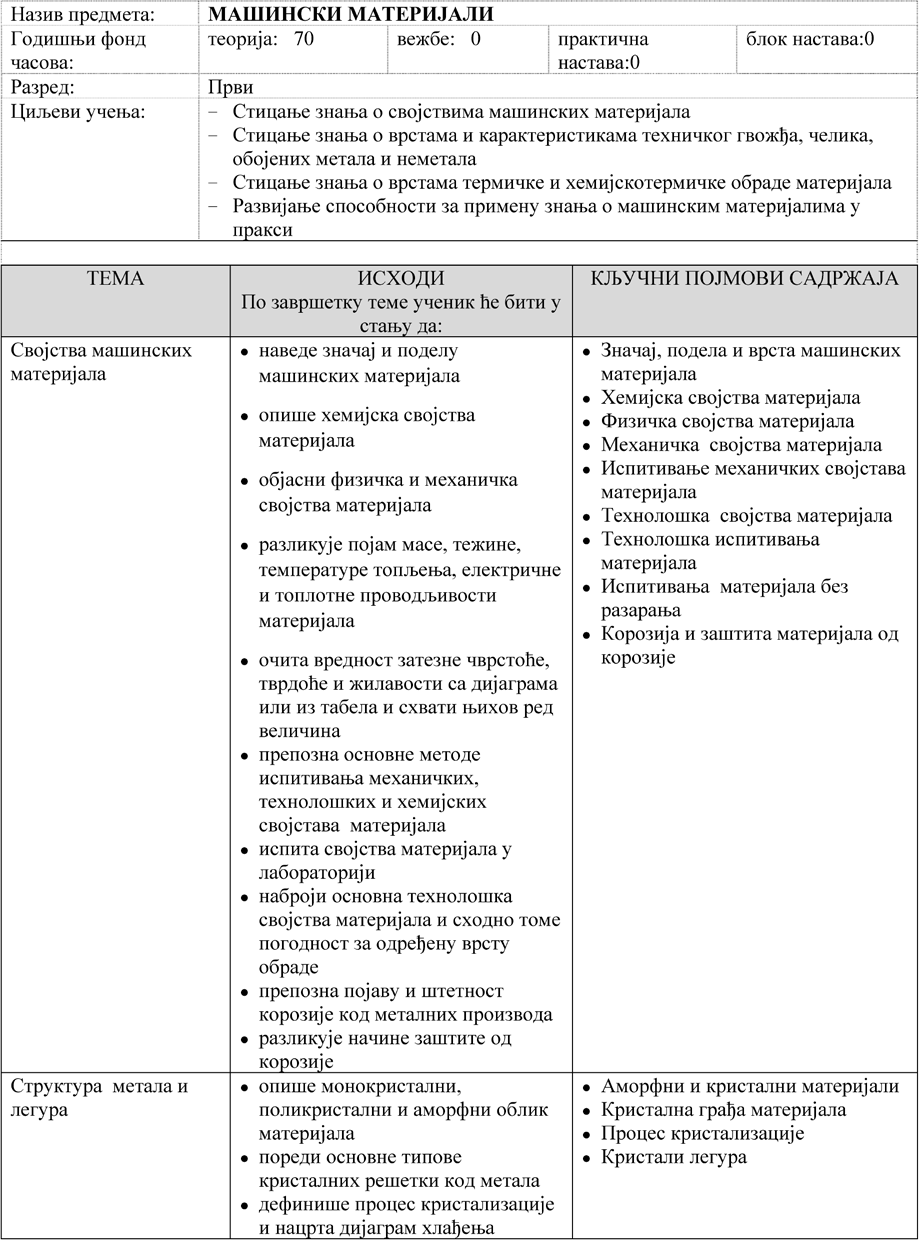 Назив предмета: МАШИНСКИ МАТЕРИЈАЛИ
Годишњи фонд часова: теорија: 70 вежбе: 0 практична настава:0 блок настава:0
Разред: Први
Циљеви учења:
– Стицање знања о својствима машинских материјала
– Стицање знања о врстама и карактеристикама техничког гвожђа, челика,
обојених метала и неметала
– Стицање знања о врстама термичке и хемијскотермичке обраде материјала
– Развијање способности за примену знања о машинским материјалима у
пракси
ТЕМА
ИСХОДИ
По завршетку теме ученик ће бити у
стању да:
КЉУЧНИ ПОЈМОВИ САДРЖАЈА
Својства машинских
материјала
• наведе значај и поделу
машинских материјала
• опише хемијска својства
материјала
• објасни физичка и механичка
својства материјала
• разликује појам масе, тежине,
температуре топљења, електричне
и топлотне проводљивости
материјала
• очита вредност затезне чврстоће,
тврдоће и жилавости са дијаграма
или из табела и схвати њихов ред
величина
• препозна основне методе
испитивања механичких,
технолошких и хемијских
својстава материјала
• испита својства материјала у
лабораторији
• наброји основна технолошка
својства материјала и сходно томе
погодност за одређену врсту
обраде
• препозна појаву и штетност
корозије код металних производа
• разликује начине заштите од
корозије
• Значај, подела и врста машинских
материјала
• Хемијска својства материјала
• Физичка својства материјала
• Механичка својства материјала
• Испитивање механичких својстава
материјала
• Технолошка својства материјала
• Технолошка испитивања
материјала
• Испитивања материјала без
разарања
• Корозија и заштита материјала од
корозије
Структура метала и
легура
• опише монокристални,
поликристални и аморфни облик
материјала
• пореди основне типове
кристалних решетки код метала
• дефинише процес кристализације
и нацрта дијаграм хлађења
• Аморфни и кристални материјали
• Кристална грађа материјала
• Процес кристализације
• Кристали легура